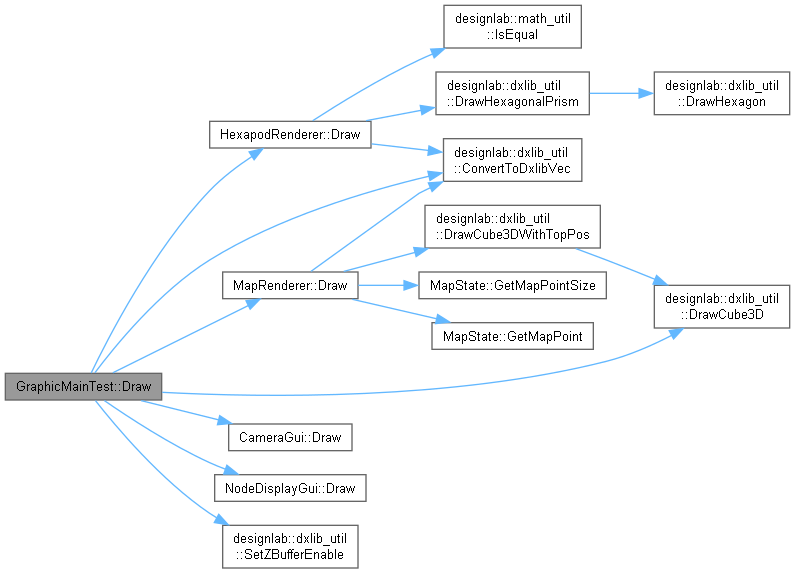 designlab::math_util
::IsEqual
designlab::dxlib_util
::DrawHexagonalPrism
designlab::dxlib_util
::DrawHexagon
HexapodRenderer::Draw
designlab::dxlib_util
::ConvertToDxlibVec
designlab::dxlib_util
::DrawCube3DWithTopPos
MapRenderer::Draw
MapState::GetMapPointSize
designlab::dxlib_util
::DrawCube3D
MapState::GetMapPoint
GraphicMainTest::Draw
CameraGui::Draw
NodeDisplayGui::Draw
designlab::dxlib_util
::SetZBufferEnable